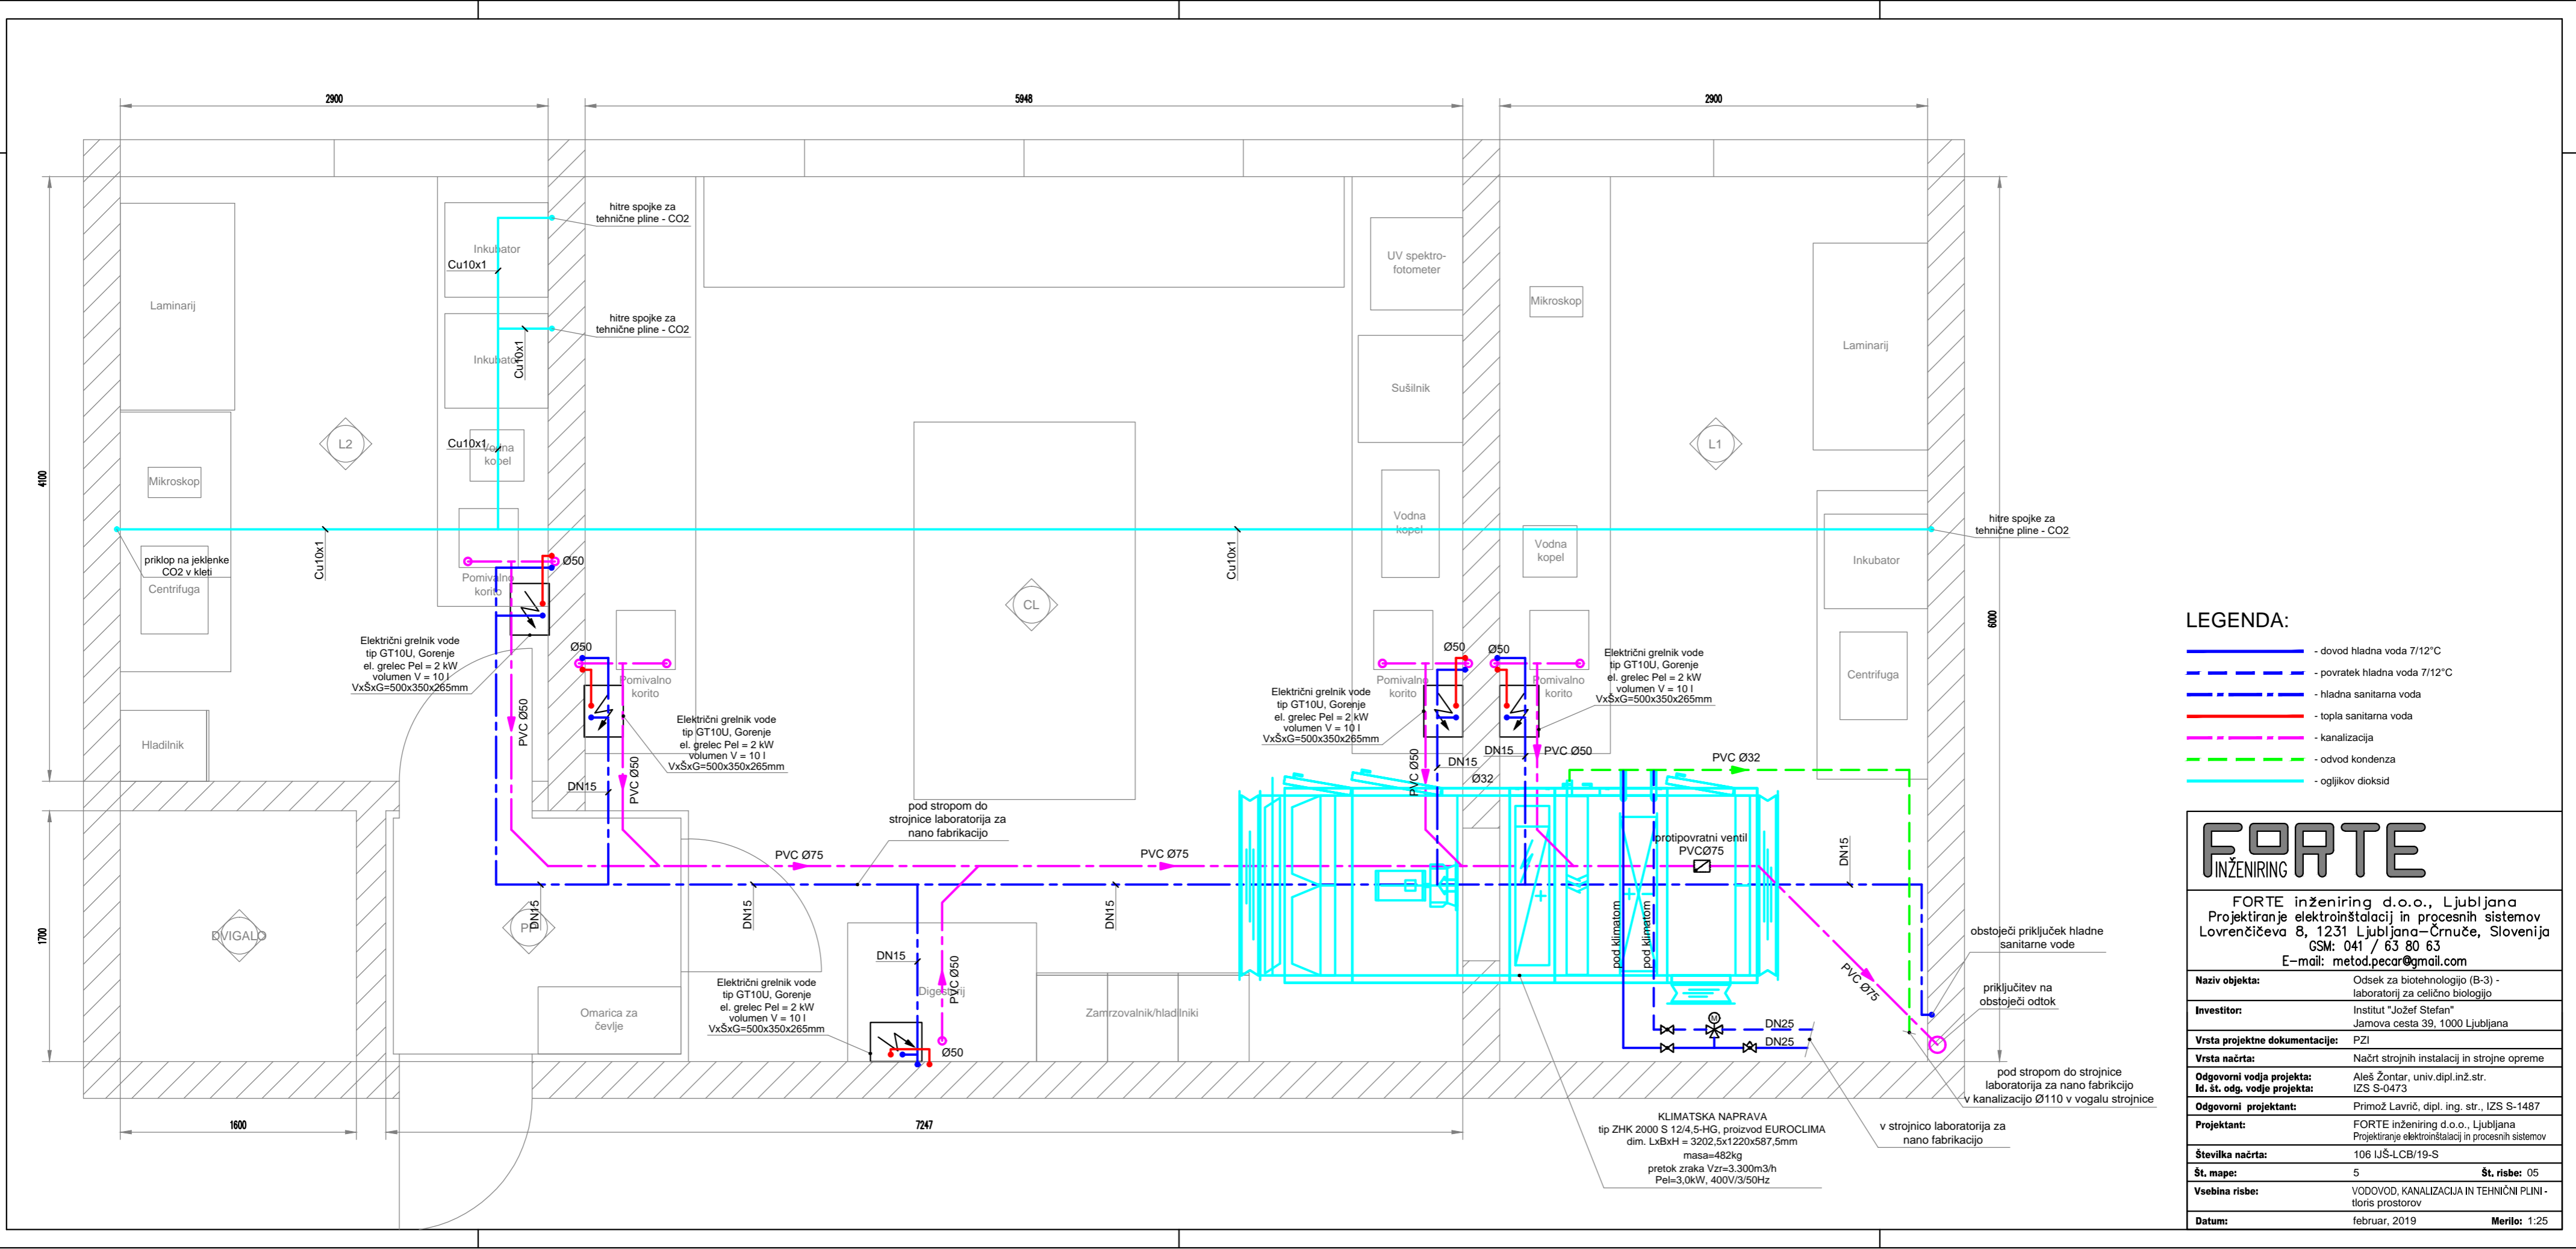 2900
5948
2900
hitre spojke za
tehnične pline - CO2
Inkubator
Cu10x1
UV spektro-
fotometer
Mikroskop
Laminarij
hitre spojke za
tehnične pline - CO2
Inkubator
Cu10x1
Laminarij
Sušilnik
L2
Cu10x1
Vodna
kopel
L1
4100
Mikroskop
Vodna
kopel
hitre spojke za
tehnične pline - CO2
priklop na jeklenke
CO2 v kleti
Centrifuga
Cu10x1
Ø50
Pomivalno
korito
Cu10x1
Vodna
kopel
Inkubator
CL
6000
Električni grelnik vode
tip GT10U, Gorenje
el. grelec Pel = 2 kW
volumen V = 10 l
VxŠxG=500x350x265mm
Ø50
Pomivalno
korito
Ø50
Ø50
Pomivalno
korito
Pomivalno
korito
Električni grelnik vode
tip GT10U, Gorenje
el. grelec Pel = 2 kW
volumen V = 10 l
VxŠxG=500x350x265mm
Centrifuga
Električni grelnik vode
tip GT10U, Gorenje
el. grelec Pel = 2 kW
volumen V = 10 l
VxŠxG=500x350x265mm
Električni grelnik vode
tip GT10U, Gorenje
el. grelec Pel = 2 kW
volumen V = 10 l
VxŠxG=500x350x265mm
Hladilnik
PVC Ø50
DN15
PVC Ø50
PVC Ø50
DN15
Ø32
DN15
PVC Ø50
PVC Ø32
pod stropom do
strojnice laboratorija za
nano fabrikacijo
PVC Ø75
PVC Ø75
protipovratni ventil
PVCØ75
DN15
DN15
DN15
DN15
1700
DVIGALO
PP
DN15
PVC Ø50
Digestorij
pod klimatom
pod klimatom
PVC Ø75
obstoječi priključek hladne
sanitarne vode
priključitev na
obstoječi odtok
Omarica za
čevlje
Električni grelnik vode
tip GT10U, Gorenje
el. grelec Pel = 2 kW
volumen V = 10 l
VxŠxG=500x350x265mm
Ø50
Zamrzovalnik/hladilniki
M
DN25
DN25
pod stropom do strojnice
laboratorija za nano fabrikcijo
v kanalizacijo Ø110 v vogalu strojnice
1600
7247
KLIMATSKA NAPRAVA
tip ZHK 2000 S 12/4,5-HG, proizvod EUROCLIMA
dim. LxBxH = 3202,5x1220x587,5mm
masa=482kg
pretok zraka Vzr=3.300m3/h
Pel=3,0kW, 400V/3/50Hz
v strojnico laboratorija za
nano fabrikacijo
LEGENDA:
- dovod hladna voda 7/12°C
- povratek hladna voda 7/12°C
- hladna sanitarna voda
- topla sanitarna voda
- kanalizacija
- odvod kondenza
- ogljikov dioksid
FORTE
INŽENIRING
FORTE inženiring d.o.o., Ljubljana
Projektiranje elektroinštalacij in procesnih sistemov
Lovrenčičeva 8, 1231 Ljubljana-Črnuče, Slovenija
GSM: 041 / 63 80 63
E-mail: metod.pecar@gmail.com
Naziv objekta: Odsek za biotehnologijo (B-3) -
laboratorij za celično biologijo
Investitor: Institut "Jožef Stefan"
Jamova cesta 39, 1000 Ljubljana
Vrsta projektne dokumentacije: PZI
Vrsta načrta: Načrt strojnih instalacij in strojne opreme
Odgovorni vodja projekta: Aleš Žontar, univ.dipl.inž.str.
Id. št. odg. vodje projekta: IZS S-0473
Odgovorni projektant: Primož Lavrič, dipl. ing. str., IZS S-1487
Projektant: FORTE inženiring d.o.o., Ljubljana
Projektiranje elektroinštalacij in procesnih sistemov
Številka načrta: 106 IJŠ-LCB/19-S
Št. mape: 5 Št. risbe: 05
Vsebina risbe: VODOVOD, KANALIZACIJA IN TEHNIČNI PLINI -
tloris prostorov
Datum: februar, 2019 Merilo: 1:25